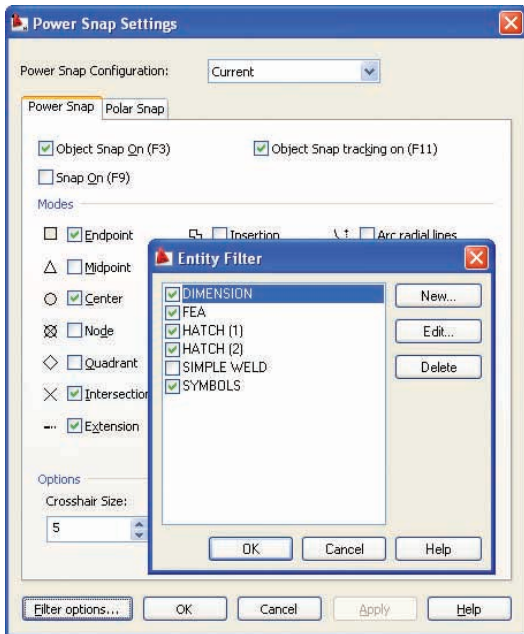 Power Snap Settings
Power Snap Configuration: Current
Power Snap Polar Snap
Object Snap On (F3) Object Snap tracking on (F11)
Snap On (F9)
Modes
Endpoint Insertion Arc radial lines
Midpoint
Center
Node
Quadrant
Intersection
Extension
Options
Crosshair Size:
5
Entity Filter
DIMENSION
FEA
HATCH (1)
HATCH (2)
SIMPLE WELD
SYMBOLS
New...
Edit...
Delete
OK Cancel Help
Filter options... OK Cancel Apply Help